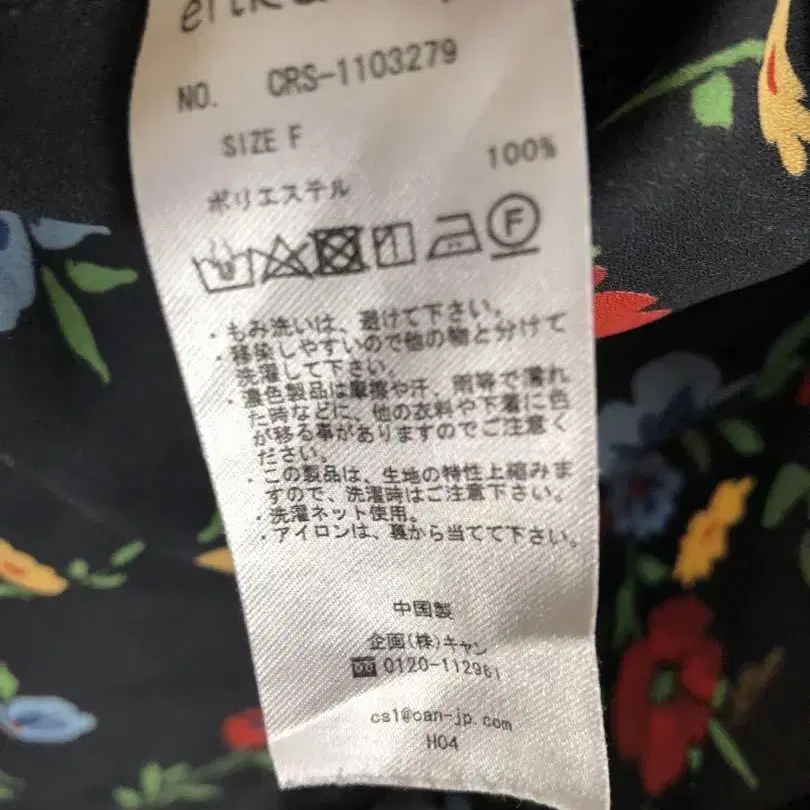 NO. CRS-1103279
SIZE F
ポリエステル 100%
F
・もみ洗いは、避けて下さい。
・移染しやすいので他の物と分けて
洗濯して下さい。
・濃色製品は摩擦や汗、雨等で濡れ
た時などに、他の衣料や下着に色
が移る事がありますのでご注意く
ださい。
・この製品は、生地の特性上縮みま
すので、洗濯時はご注意下さい。
・洗濯ネット使用。
・アイロンは、裏から当てて下さい。
中国製
企画(株)キャン
0120-112961
cs1@can-jp.com
H04